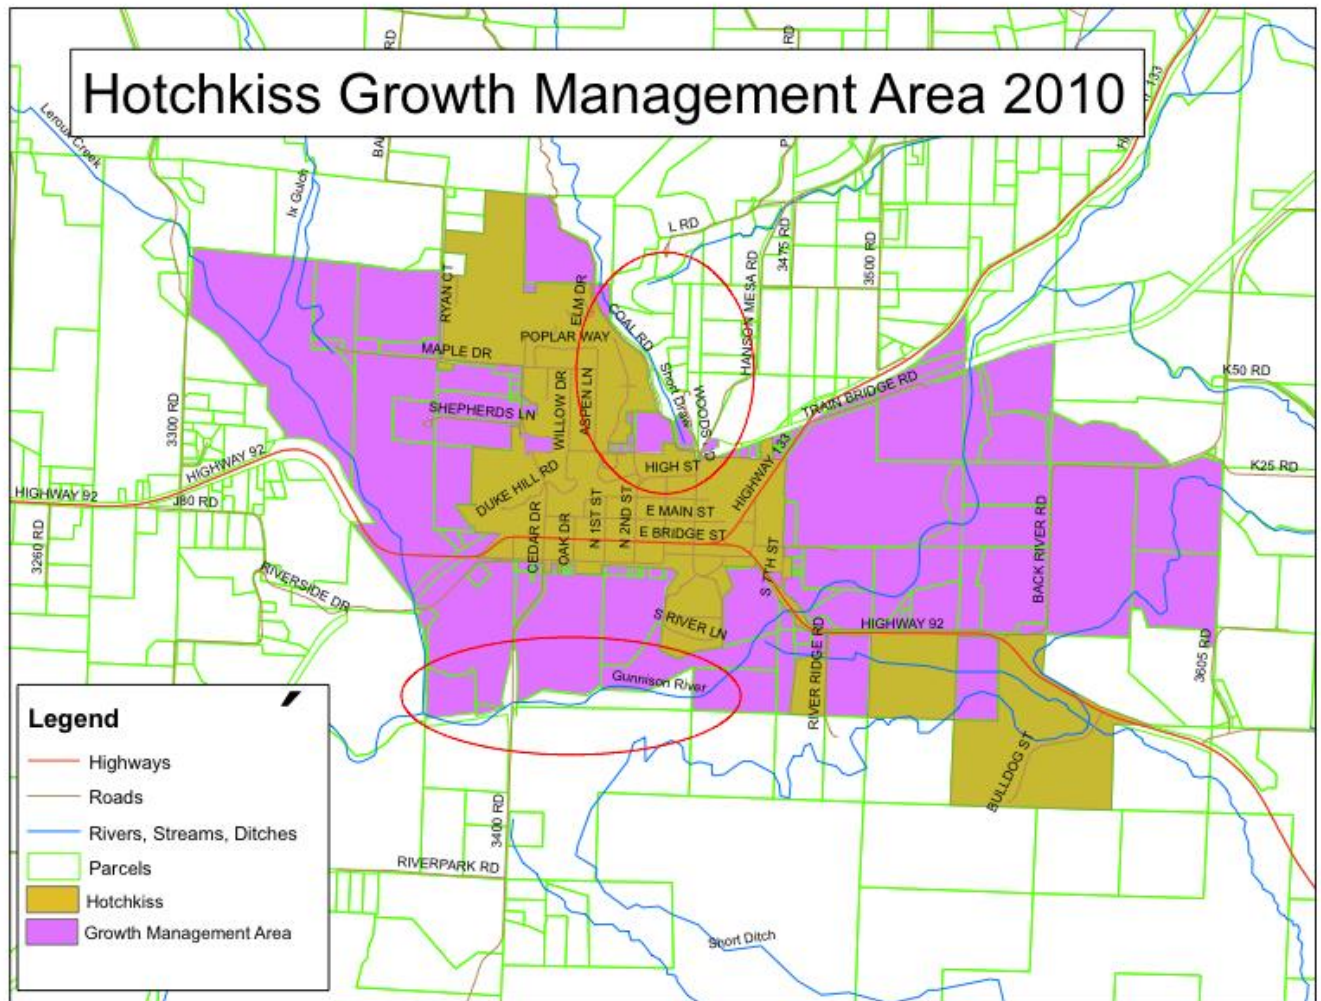 Hotchkiss Growth Management Area 2010
RD
RD
133
BA
P
Leroux Creek
Ix Gulch
L RD
3475 RD
3500 RD
HANSON MESA RD
RYAN CT
ELM DR
COAL RD
POPLAR WAY
MAPLE DR
Short Draw
WOODS C
TRAIN BRIDGE RD
K50 RD
SHEPHERDS LN
WILLOW DR
ASPEN LN
3300 RD
HIGHWAY 92
HIGHWAY 92
J80 RD
HIGH ST
HIGHWAY 133
K25 RD
DUKE HILL RD
E MAIN ST
E BRIDGE ST
CEDAR DR
OAK DR
N 1ST ST
N 2ND ST
S 7TH ST
BACK RIVER RD
3260 RD
RIVERSIDE DR
S RIVER LN
HIGHWAY 92
RIVER RIDGE RD
3605 RD
Gunnison River
BULLDOG ST
3400 RD
RIVERPARK RD
Short Ditch
Legend
Highways
Roads
Rivers, Streams, Ditches
Parcels
Hotchkiss
Growth Management Area